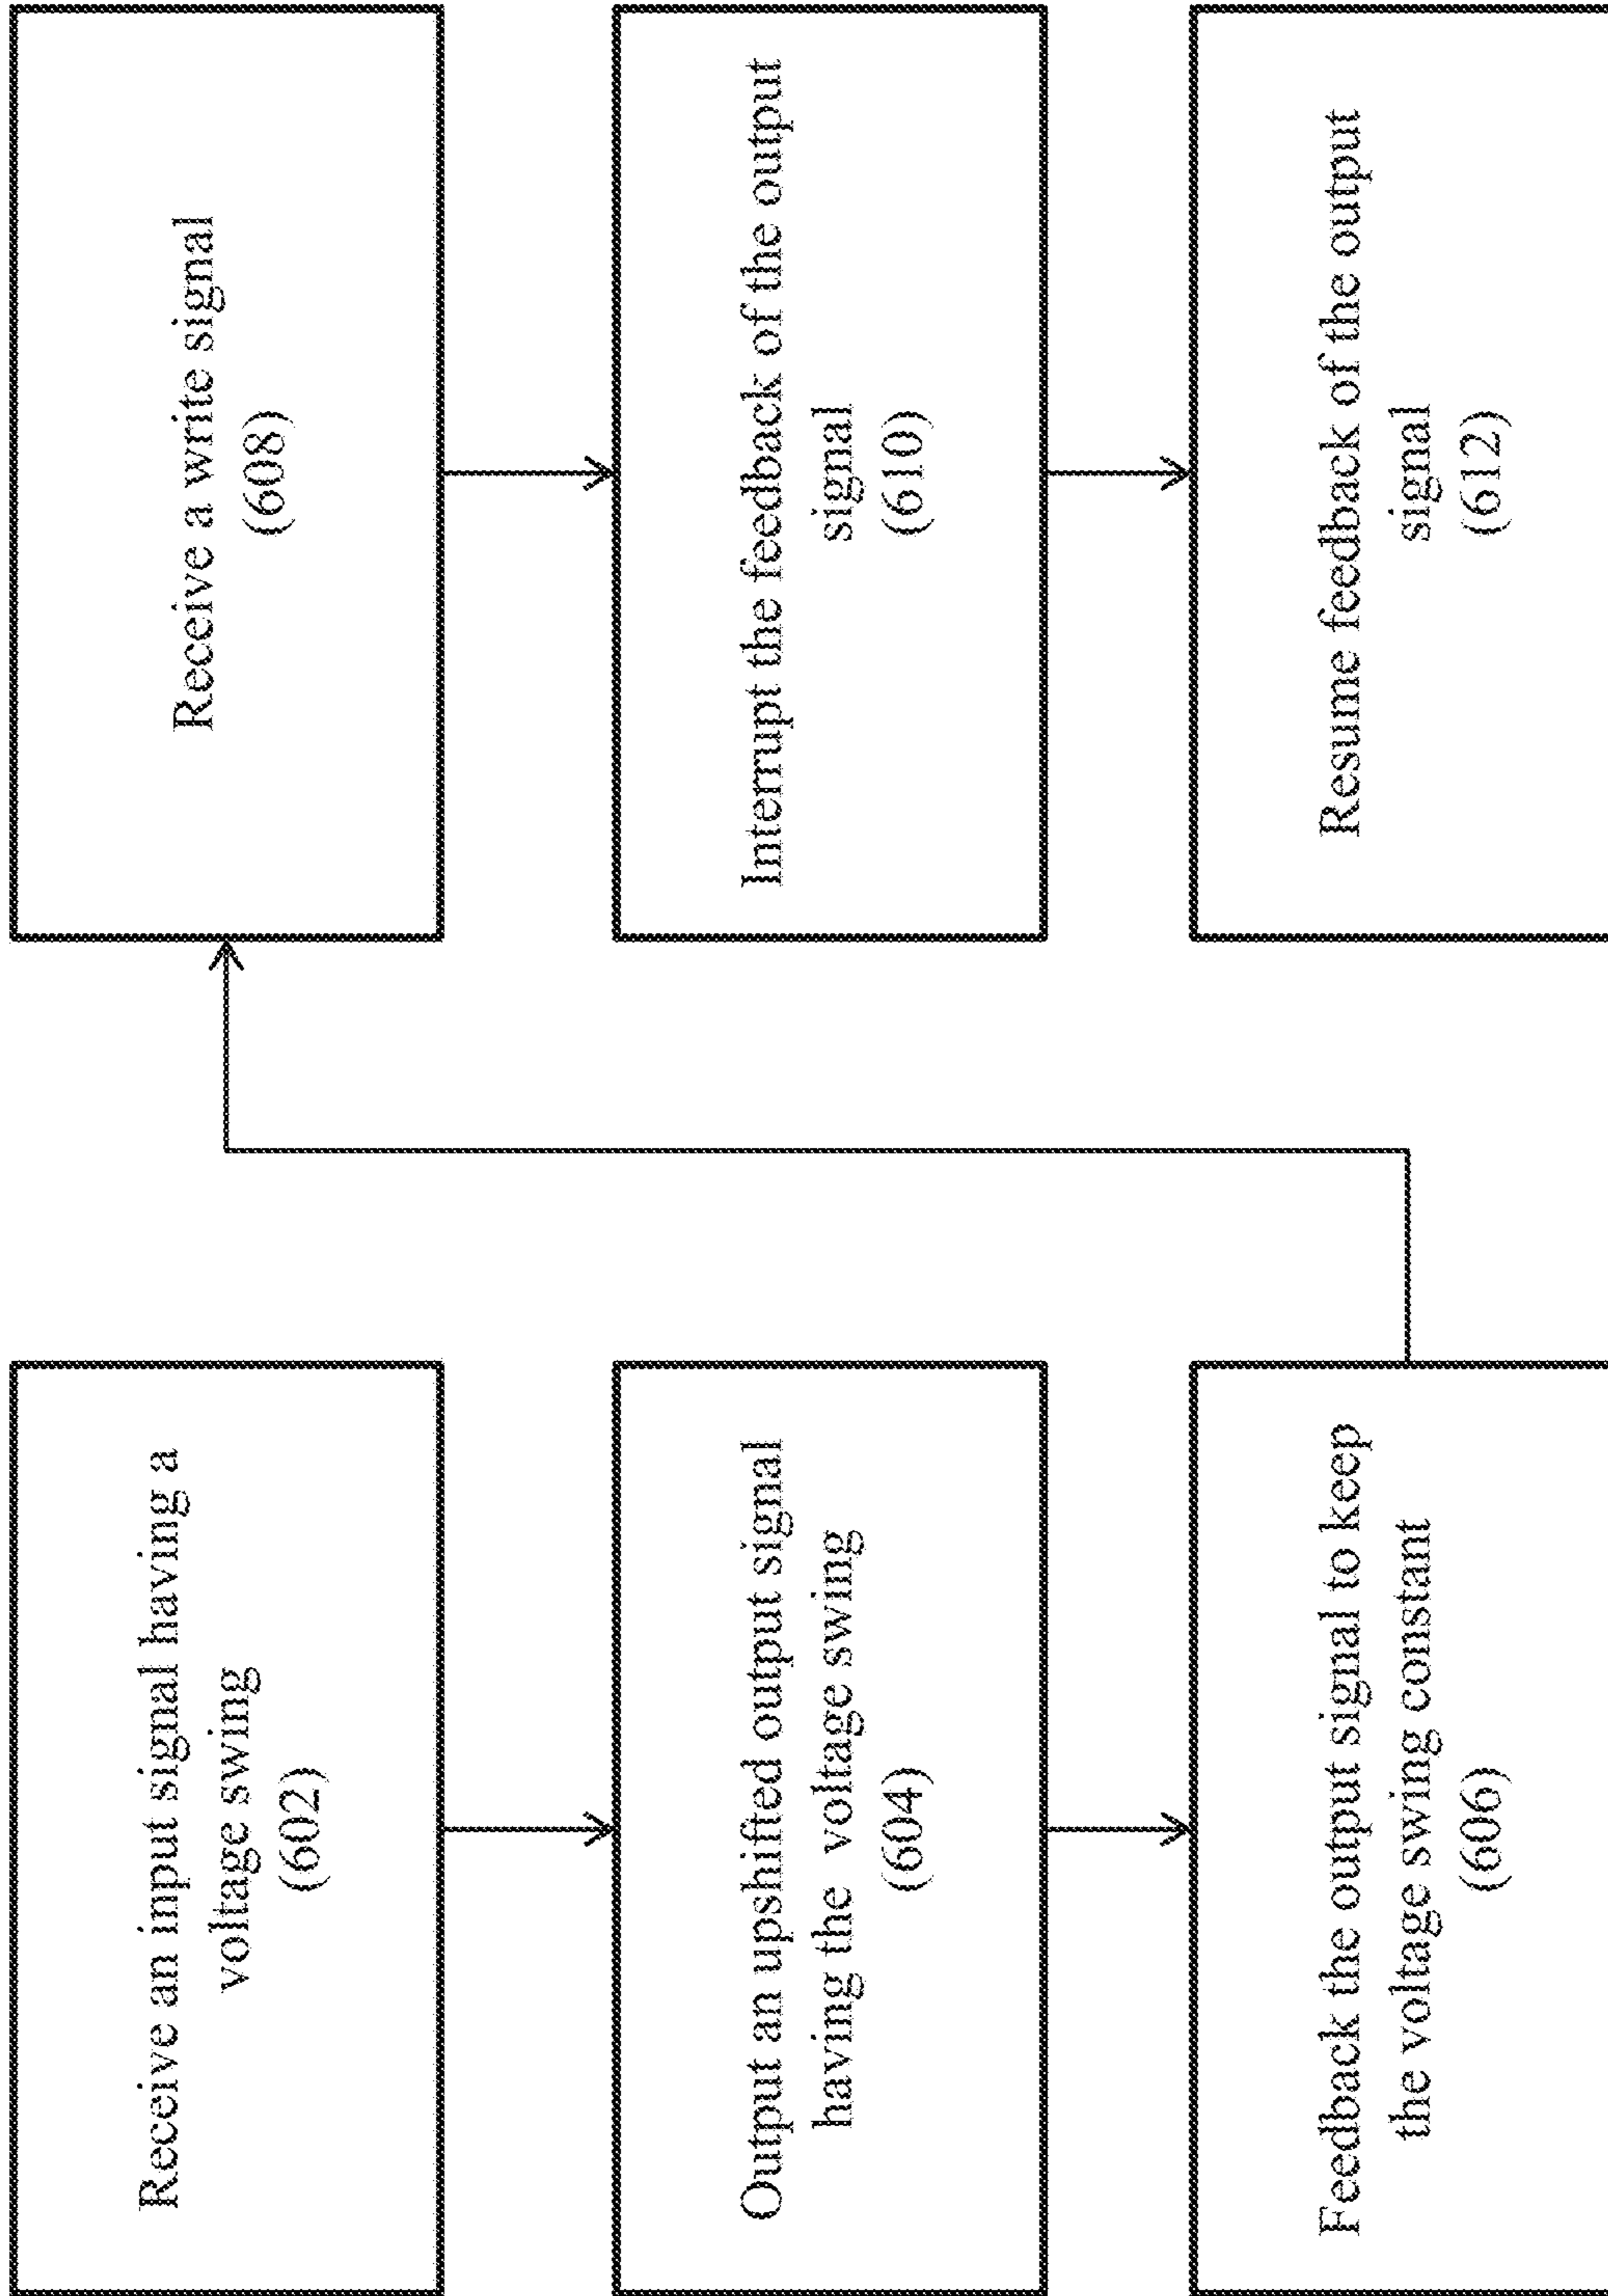 Receive an input signal having a
voltage swing
(602)
Output an upshifted output signal
having the voltage swing
(604)
Feedback the output signal to keep
the voltage swing constant
(606)
Receive a write signal
(608)
Interrupt the feedback of the output
signal
(610)
Resume feedback of the output
signal
(612)